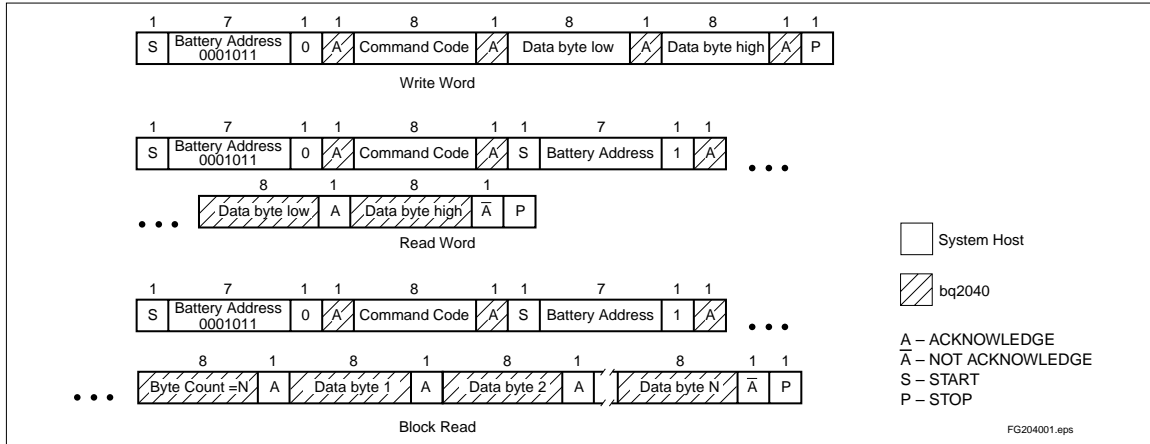 1 7 1 1 8 1 8 1 8 1 1
S Battery Address 0001011 0 A Command Code A Data byte low A Data byte high A P
Write Word
1 7 1 1 8 1 1 7 1 1
S Battery Address 0001011 0 A Command Code A S Battery Address 1 A
8 1 8 1
Data byte low A Data byte high A̅ P
Read Word
1 7 1 1 8 1 1 7 1 1
S Battery Address 0001011 0 A Command Code A S Battery Address 1 A
8 1 8 1 8 1 8 1 1
Byte Count =N A Data byte 1 A Data byte 2 A Data byte N A̅ P
Block Read
System Host
bq2040
A – ACKNOWLEDGE
A̅ – NOT ACKNOWLEDGE
S – START
P – STOP
FG204001.eps